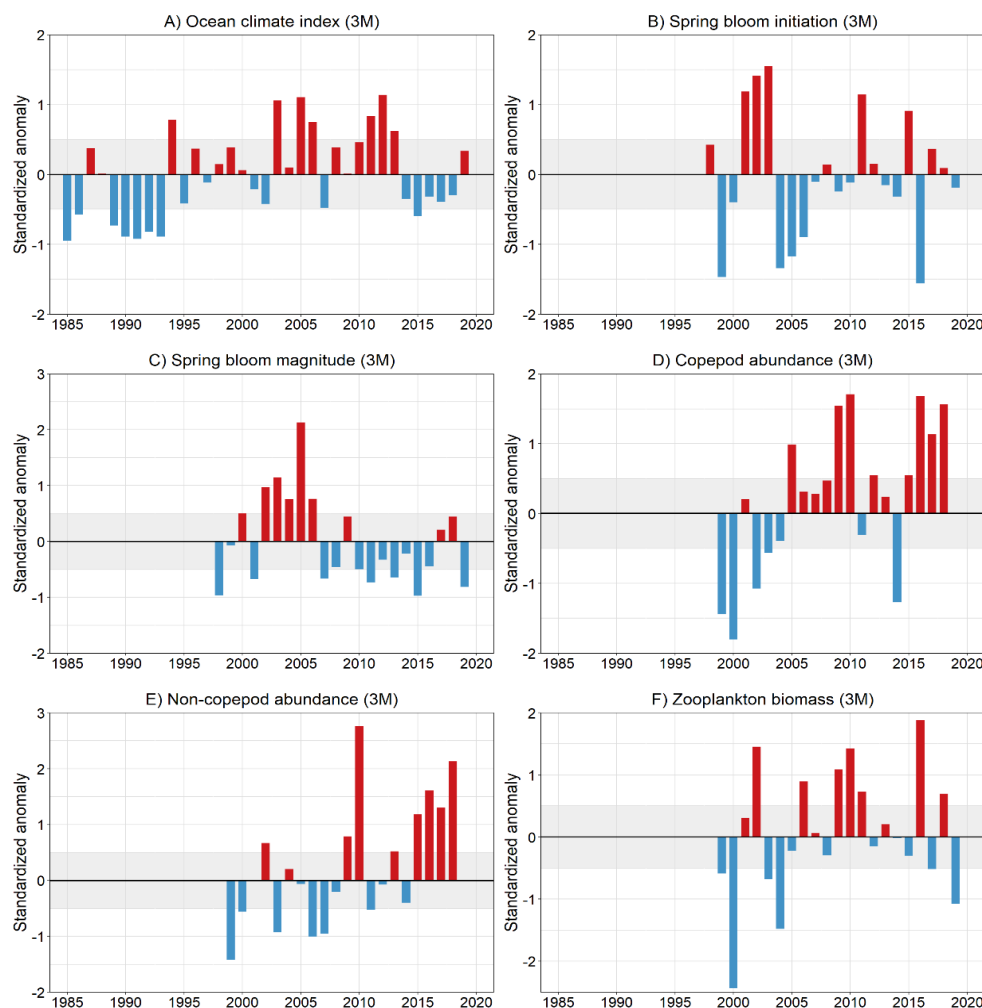 A) Ocean climate index (3M)
Standardized anomaly
2
1
0
-1
-2
1985 1990 1995 2000 2005 2010 2015 2020
B) Spring bloom initiation (3M)
Standardized anomaly
2
1
0
-1
-2
1985 1990 1995 2000 2005 2010 2015 2020
C) Spring bloom magnitude (3M)
Standardized anomaly
3
2
1
0
-1
-2
1985 1990 1995 2000 2005 2010 2015 2020
D) Copepod abundance (3M)
Standardized anomaly
2
1
0
-1
-2
1985 1990 1995 2000 2005 2010 2015 2020
E) Non-copepod abundance (3M)
Standardized anomaly
3
2
1
0
-1
-2
1985 1990 1995 2000 2005 2010 2015 2020
F) Zooplankton biomass (3M)
Standardized anomaly
2
1
0
-1
-2
1985 1990 1995 2000 2005 2010 2015 2020